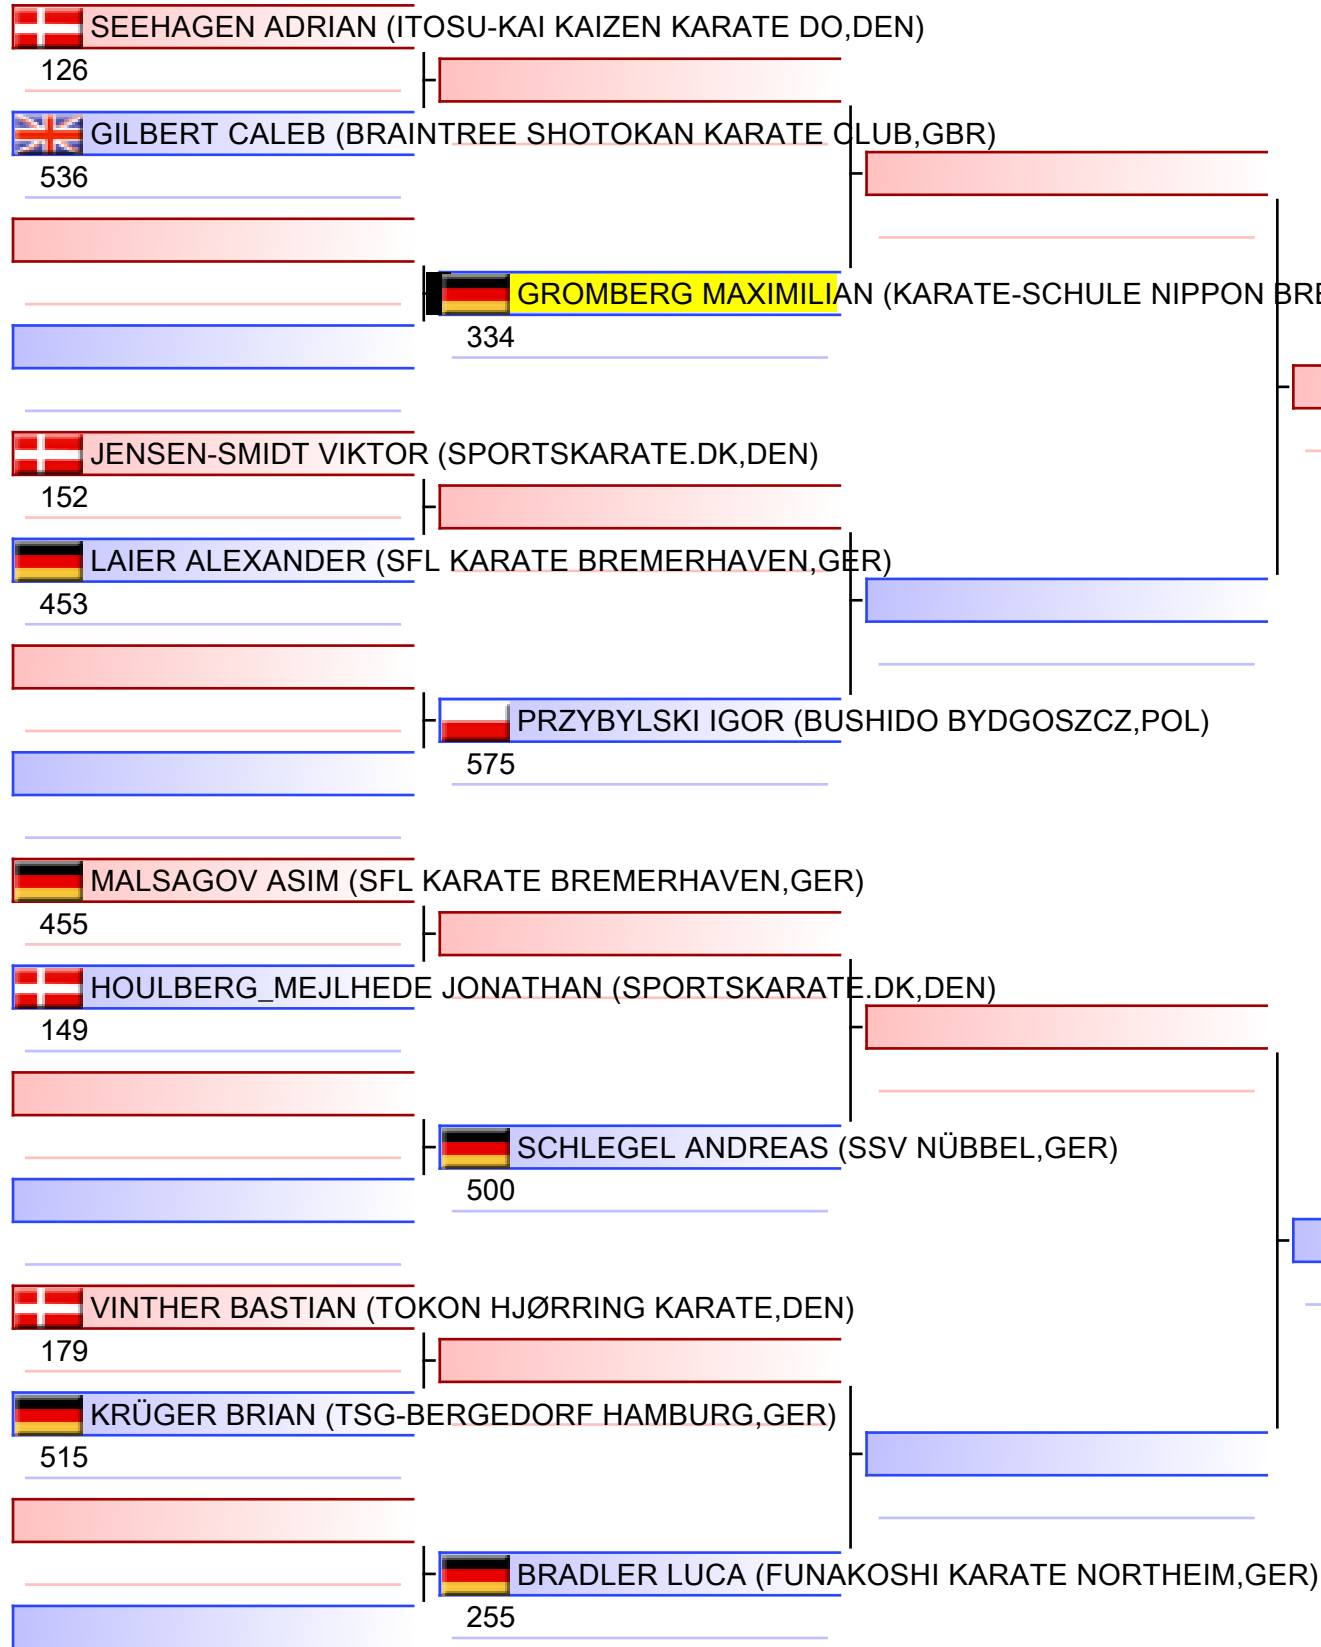 SEEHAGEN ADRIAN (ITOSU-KAI KAIZEN KARATE DO,DEN)
126
GILBERT CALEB (BRAINTREE SHOTOKAN KARATE CLUB,GBR)
536
GROMBERG MAXIMILIAN (KARATE-SCHULE NIPPON BRE
334
JENSEN-SMIDT VIKTOR (SPORTSKARATE.DK,DEN)
152
LAIER ALEXANDER (SFL KARATE BREMERHAVEN,GER)
453
PRZYBYLSKI IGOR (BUSHIDO BYDGOSZCZ,POL)
575
MALSAGOV ASIM (SFL KARATE BREMERHAVEN,GER)
455
HOULBERG_MEJLHEDE JONATHAN (SPORTSKARATE.DK,DEN)
149
SCHLEGEL ANDREAS (SSV NÜBBEL,GER)
500
VINTHER BASTIAN (TOKON HJØRRING KARATE,DEN)
179
KRÜGER BRIAN (TSG-BERGEDORF HAMBURG,GER)
515
BRADLER LUCA (FUNAKOSHI KARATE NORTHEIM,GER)
255